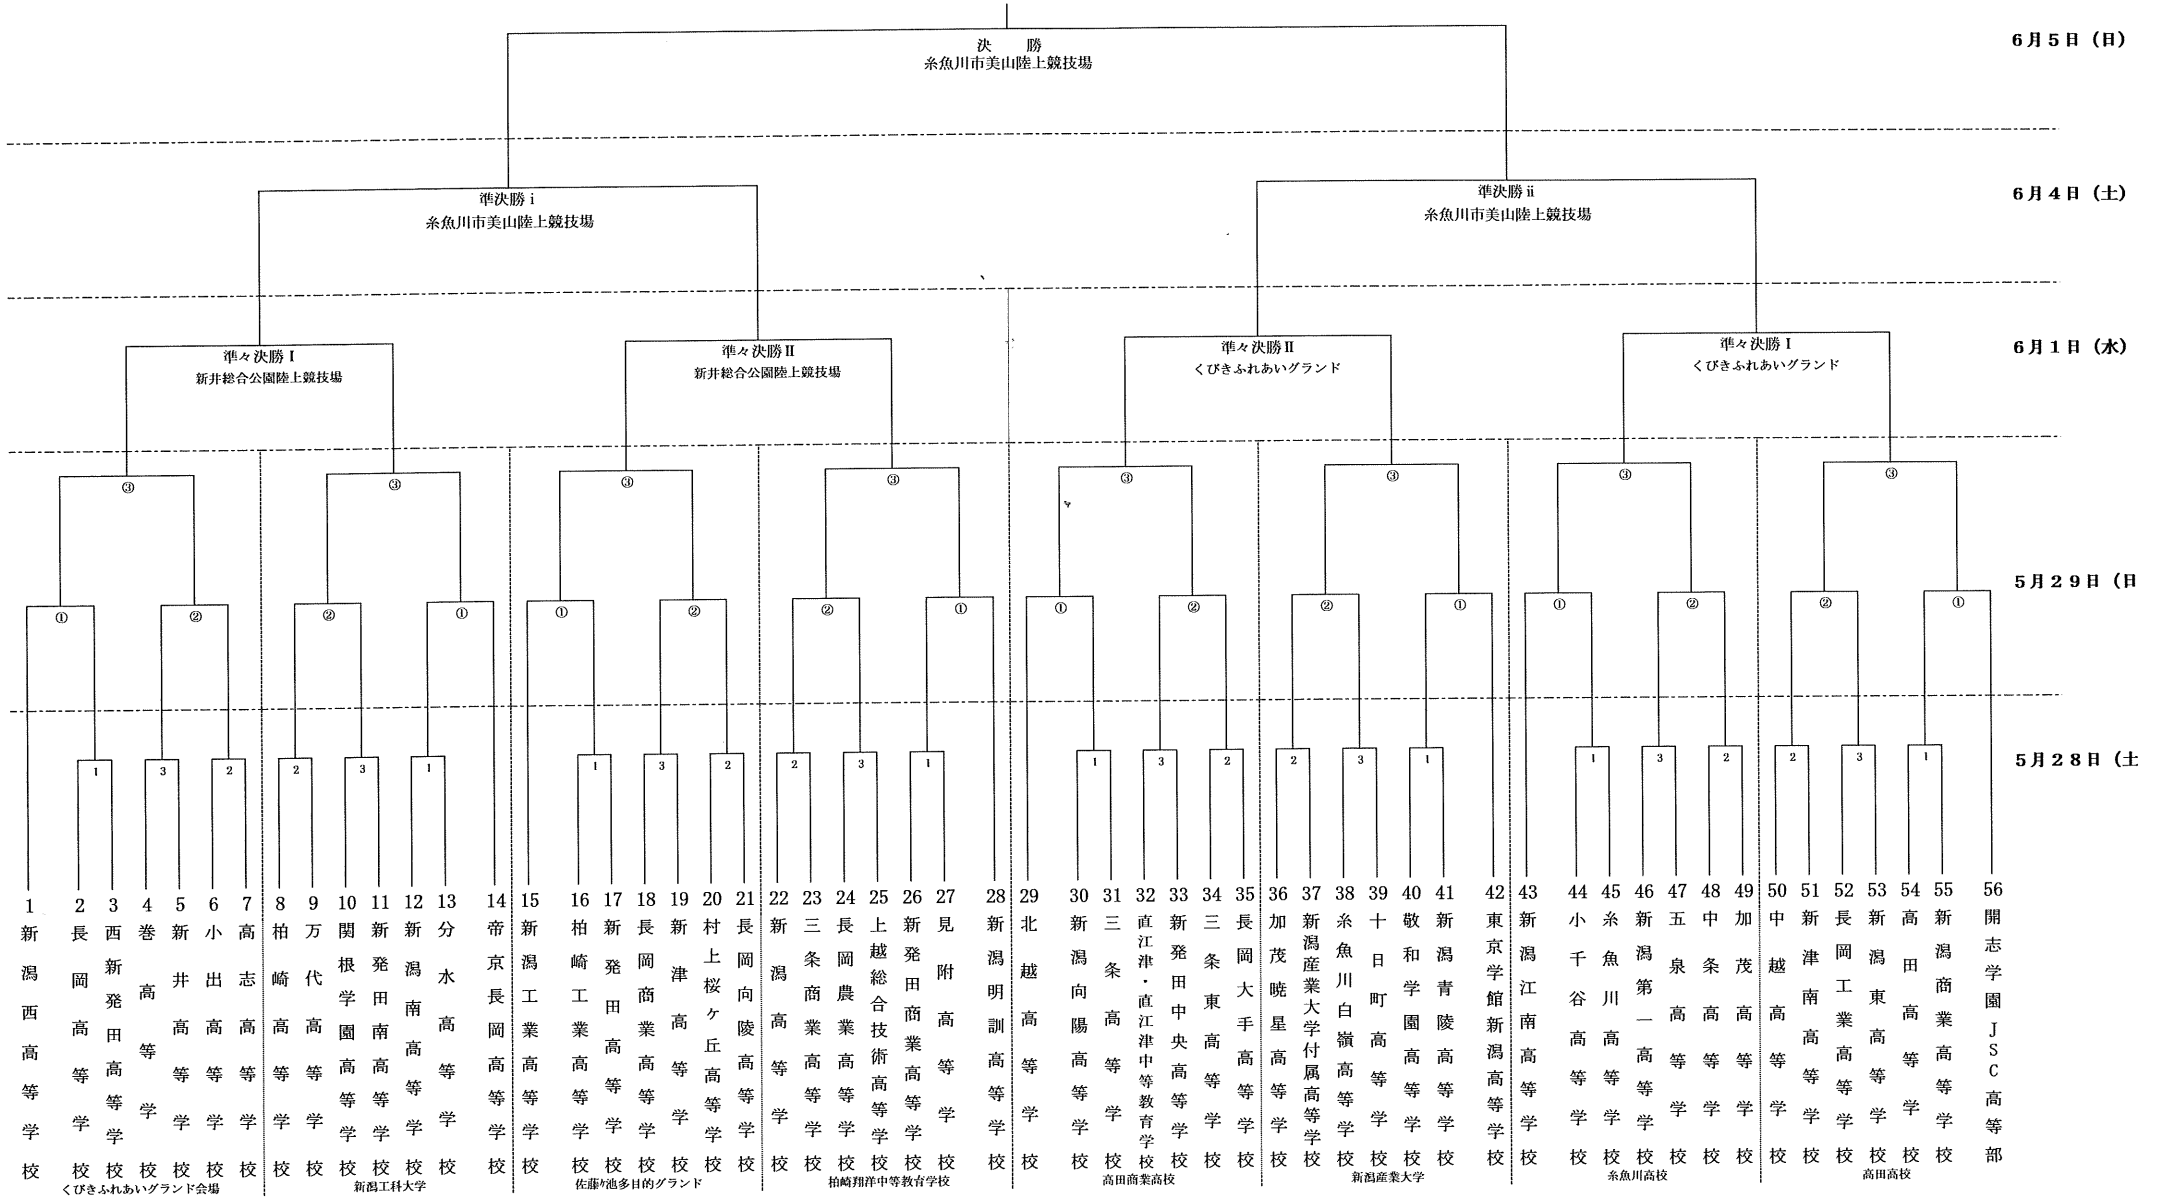 決　勝
糸魚川市美山陸上競技場
6月5日（日）
準決勝 i
糸魚川市美山陸上競技場
準決勝 ii
糸魚川市美山陸上競技場
6月4日（土）
準々決勝 I
新井総合公園陸上競技場
準々決勝 II
新井総合公園陸上競技場
準々決勝 II
くびきふれあいグランド
準々決勝 I
くびきふれあいグランド
6月1日（水）
③ ③ ③ ③ ③ ③ ③ ③
5月29日（日
① ② ② ① ① ② ② ① ① ② ② ① ① ② ② ①
5月28日（土
1 3 2 2 3 1 1 3 2 2 3 1 1 3 2 2 3 1 1 3 2 2 3 1
1 新潟西高等学校
2 長岡高等学校
3 西新発田高等学校
4 巻高等学校
5 新井高等学校
6 小出高等学校
7 高志高等学校
8 柏崎高等学校
9 万代高等学校
10 関根学園高等学校
11 新発田南高等学校
12 新潟南高等学校
13 分水高等学校
14 帝京長岡高等学校
15 新潟工業高等学校
16 柏崎工業高等学校
17 新発田高等学校
18 長岡商業高等学校
19 新津高等学校
20 村上桜ヶ丘高等学校
21 長岡向陵高等学校
22 新潟高等学校
23 三条商業高等学校
24 長岡農業高等学校
25 上越総合技術高等学校
26 新発田商業高等学校
27 見附高等学校
28 新潟明訓高等学校
29 北越高等学校
30 新潟向陽高等学校
31 三条高等学校
32 直江津・直江津中等教育学校
33 新発田中央高等学校
34 三条東高等学校
35 長岡大手高等学校
36 加茂暁星高等学校
37 新潟産業大学付属高等学校
38 糸魚川白嶺高等学校
39 十日町高等学校
40 敬和学園高等学校
41 新潟青陵高等学校
42 東京学館新潟高等学校
43 新潟江南高等学校
44 小千谷高等学校
45 糸魚川高等学校
46 新潟第一高等学校
47 五泉高等学校
48 中条高等学校
49 加茂高等学校
50 中越高等学校
51 新津南高等学校
52 長岡工業高等学校
53 新潟東高等学校
54 高田高等学校
55 新潟商業高等学校
56 開志学園JSC高等部
くびきふれあいグランド会場
新潟工科大学
佐藤ケ池多目的グランド
柏崎翔洋中等教育学校
高田商業高校
新潟産業大学
糸魚川高校
高田高校